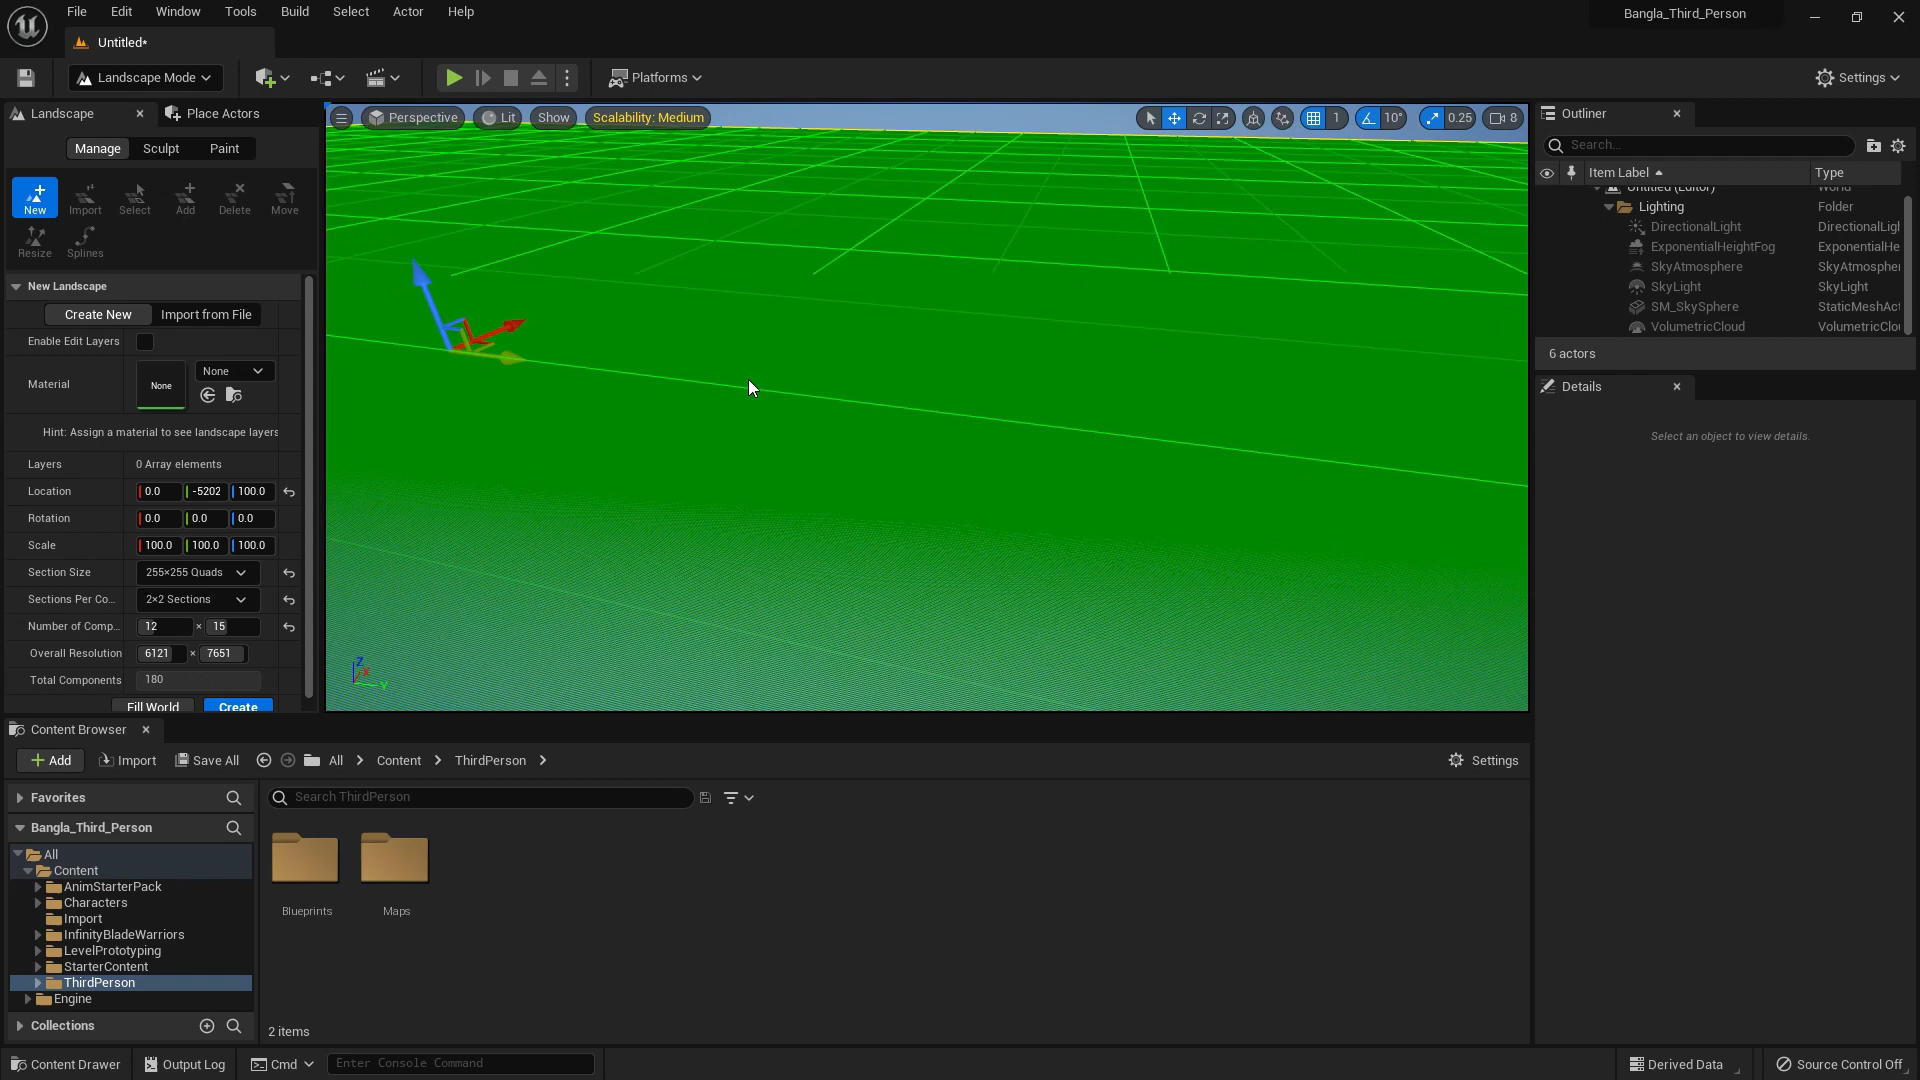 File Edit View Window Tools Build Select Actor Help
Bangla_Third_Person
Untitled*
Landscape Mode
Platforms
Settings
Landscape
Place Actors
Manage Sculpt Paint
New Import Select Add Delete Move
Resize Splines
New Landscape
Create New Import from File
Enable Edit Layers
Material None None
Hint: Assign a material to see landscape layers
Layers 0 Array elements
Location 0.0 -5202 100.0
Rotation 0.0 0.0 0.0
Scale 100.0 100.0 100.0
Section Size 255×255 Quads
Sections Per Co... 2×2 Sections
Number of Comp... 12 × 15
Overall Resolution 6121 × 7651
Total Components 180
Fill World Create
Perspective Lit Show Scalability: Medium
1 10° 0.25 8
Z X Y
Outliner
Search...
Item Label Type
Untitled (Editor) World
Lighting Folder
DirectionalLight DirectionalLigh
ExponentialHeightFog ExponentialHe
SkyAtmosphere SkyAtmospher
SkyLight SkyLight
SM_SkySphere StaticMeshAct
VolumetricCloud VolumetricClou
6 actors
Details
Select an object to view details.
Content Browser
Add Import Save All All Content ThirdPerson
Settings
Favorites
Search ThirdPerson
Bangla_Third_Person
All
Content
AnimStarterPack
Characters
Import
InfinityBladeWarriors
LevelPrototyping
StarterContent
ThirdPerson
Engine
Collections
Blueprints Maps
2 items
Content Drawer Output Log Cmd Enter Console Command
Derived Data Source Control Off